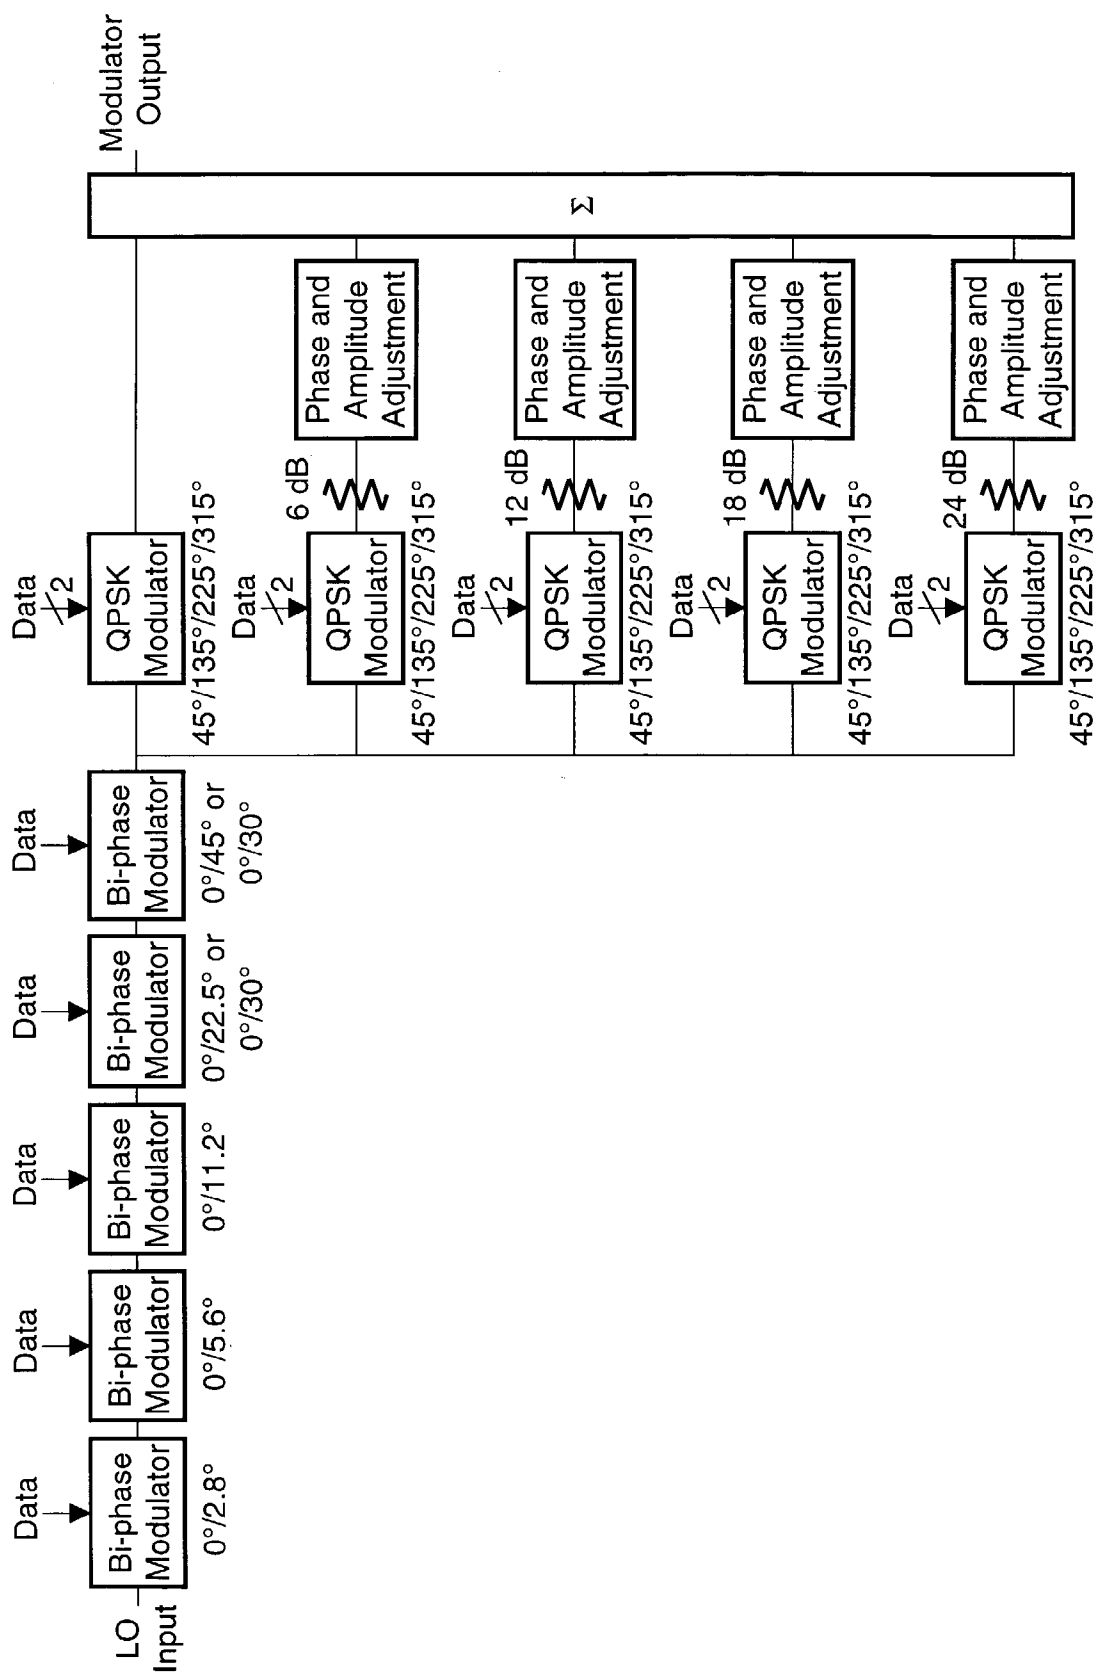 LO
Input
Data
Bi-phase
Modulator
0°/2.8°
Data
Bi-phase
Modulator
0°/5.6°
Data
Bi-phase
Modulator
0°/11.2°
Data
Bi-phase
Modulator
0°/22.5° or
0°/30°
Data
Bi-phase
Modulator
0°/45° or
0°/30°
Data
2
QPSK
Modulator
45°/135°/225°/315°
Data
2
QPSK
Modulator
45°/135°/225°/315°
6 dB
Phase and
Amplitude
Adjustment
Data
2
QPSK
Modulator
45°/135°/225°/315°
12 dB
Phase and
Amplitude
Adjustment
Data
2
QPSK
Modulator
45°/135°/225°/315°
18 dB
Phase and
Amplitude
Adjustment
Data
2
QPSK
Modulator
45°/135°/225°/315°
24 dB
Phase and
Amplitude
Adjustment
Σ
Modulator
Output